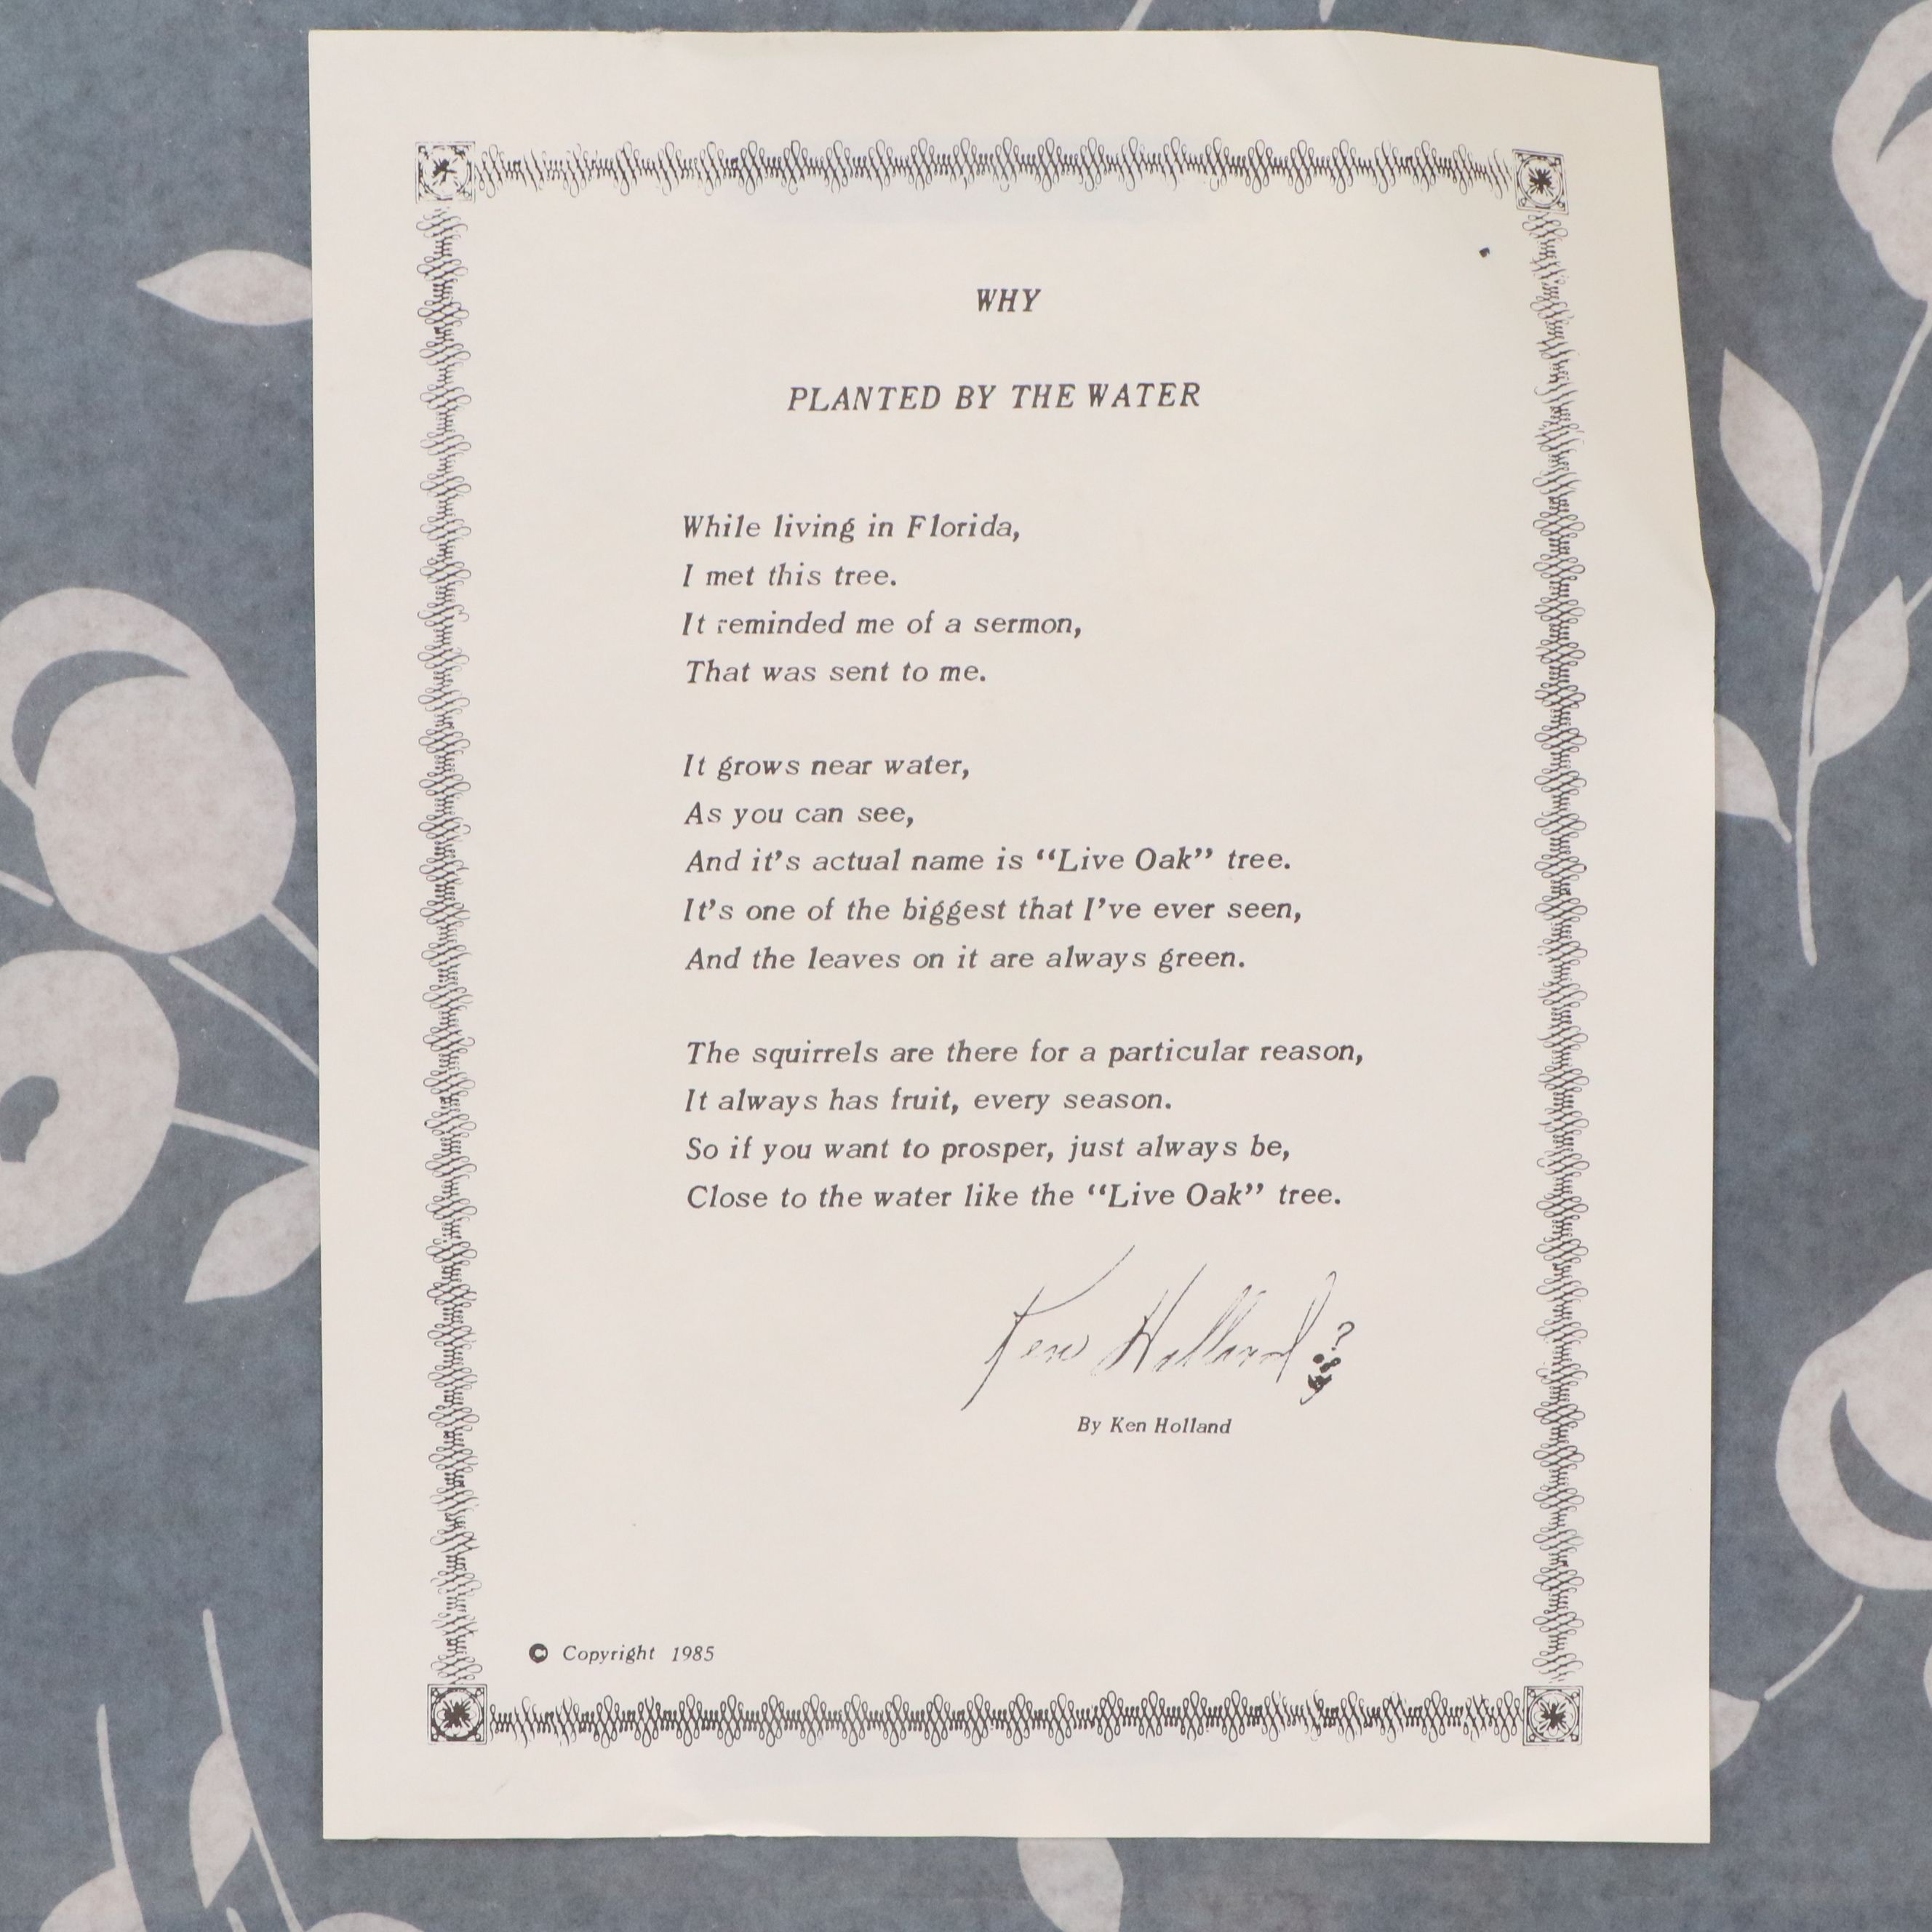 WHY
PLANTED BY THE WATER
While living in Florida,
I met this tree.
It reminded me of a sermon,
That was sent to me.
It grows near water,
As you can see,
And it's actual name is “Live Oak” tree.
It's one of the biggest that I've ever seen,
And the leaves on it are always green.
The squirrels are there for a particular reason,
It always has fruit, every season.
So if you want to prosper, just always be,
Close to the water like the “Live Oak” tree.
Ken Holland
By Ken Holland
© Copyright 1985